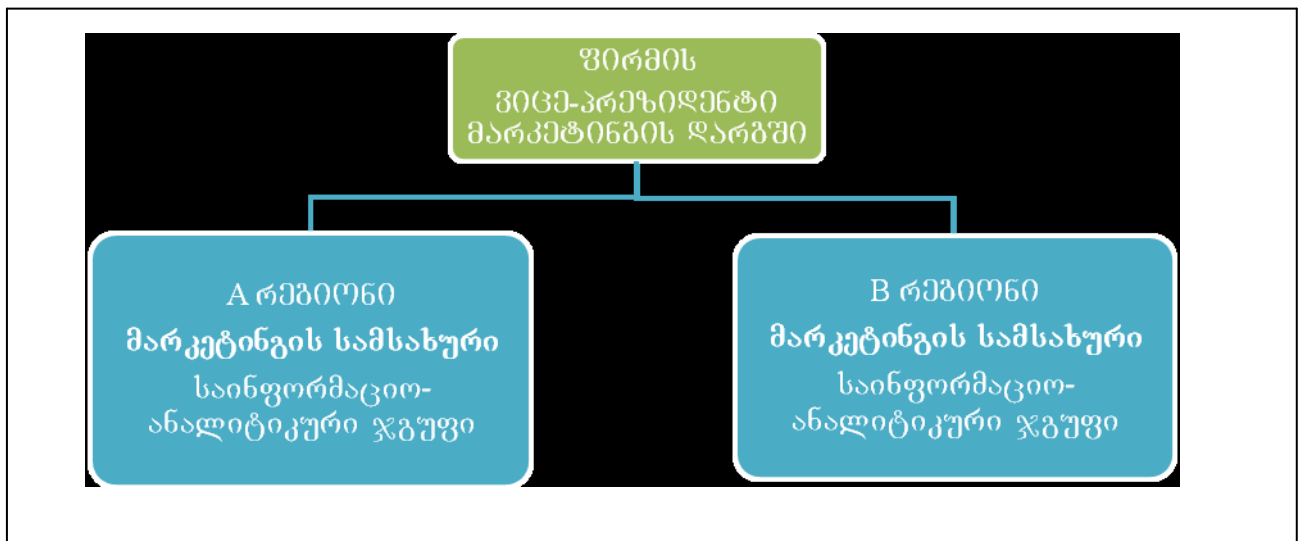 ფირმის
ვიცე-პრეზიდენტი
მარკეტინგის დარგში
A რეგიონი
მარკეტინგის სამსახური
საინფორმაციო-
ანალიტიკური ჯგუფი
B რეგიონი
მარკეტინგის სამსახური
საინფორმაციო-
ანალიტიკური ჯგუფი